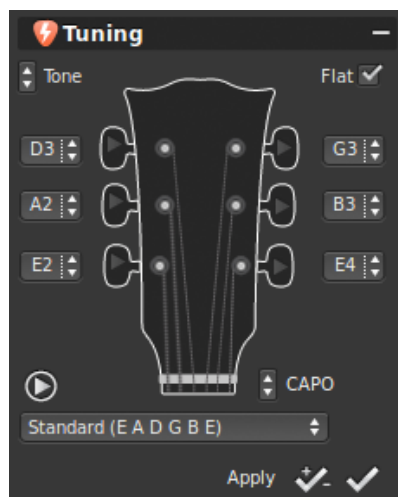 Tuning
Tone Flat
D3 G3
A2 B3
E2 E4
CAPO
Standard (E A D G B E)
Apply